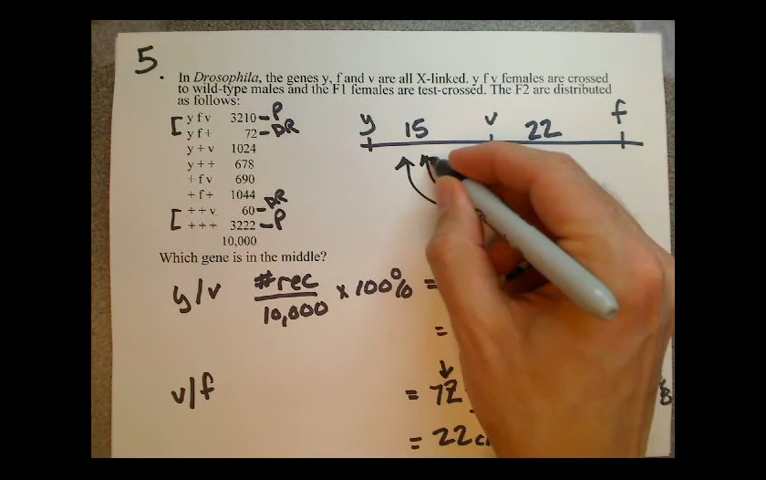 5.
In Drosophila, the genes y, f and v are all X-linked. y f v females are crossed
to wild-type males and the F1 females are test-crossed. The F2 are distributed
as follows:
y f v 3210 - P
y f + 72 - DR
y + v 1024
y + + 678
+ f v 690
+ f + 1044
+ + v 60 - DR
+ + + 3222 - P
10,000
y 15 v 22 f
Which gene is in the middle?
y/v #rec
10,000 x 100% =
=
v/f = 72
= 22